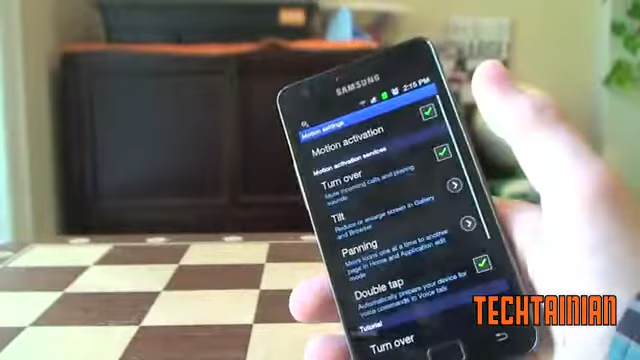 SAMSUNG
2:15 PM
Motion settings
Motion activation
Motion activation services
Turn over
Mute incoming calls and playing
sounds
Tilt
Reduce or enlarge screen in Gallery
and Browser
Panning
Move icons one at a time to another
page in Home and Application edit
mode
Double tap
Automatically prepare your device for
voice commands in Voice talk
Tutorial
Turn over
TECHTAINIAN